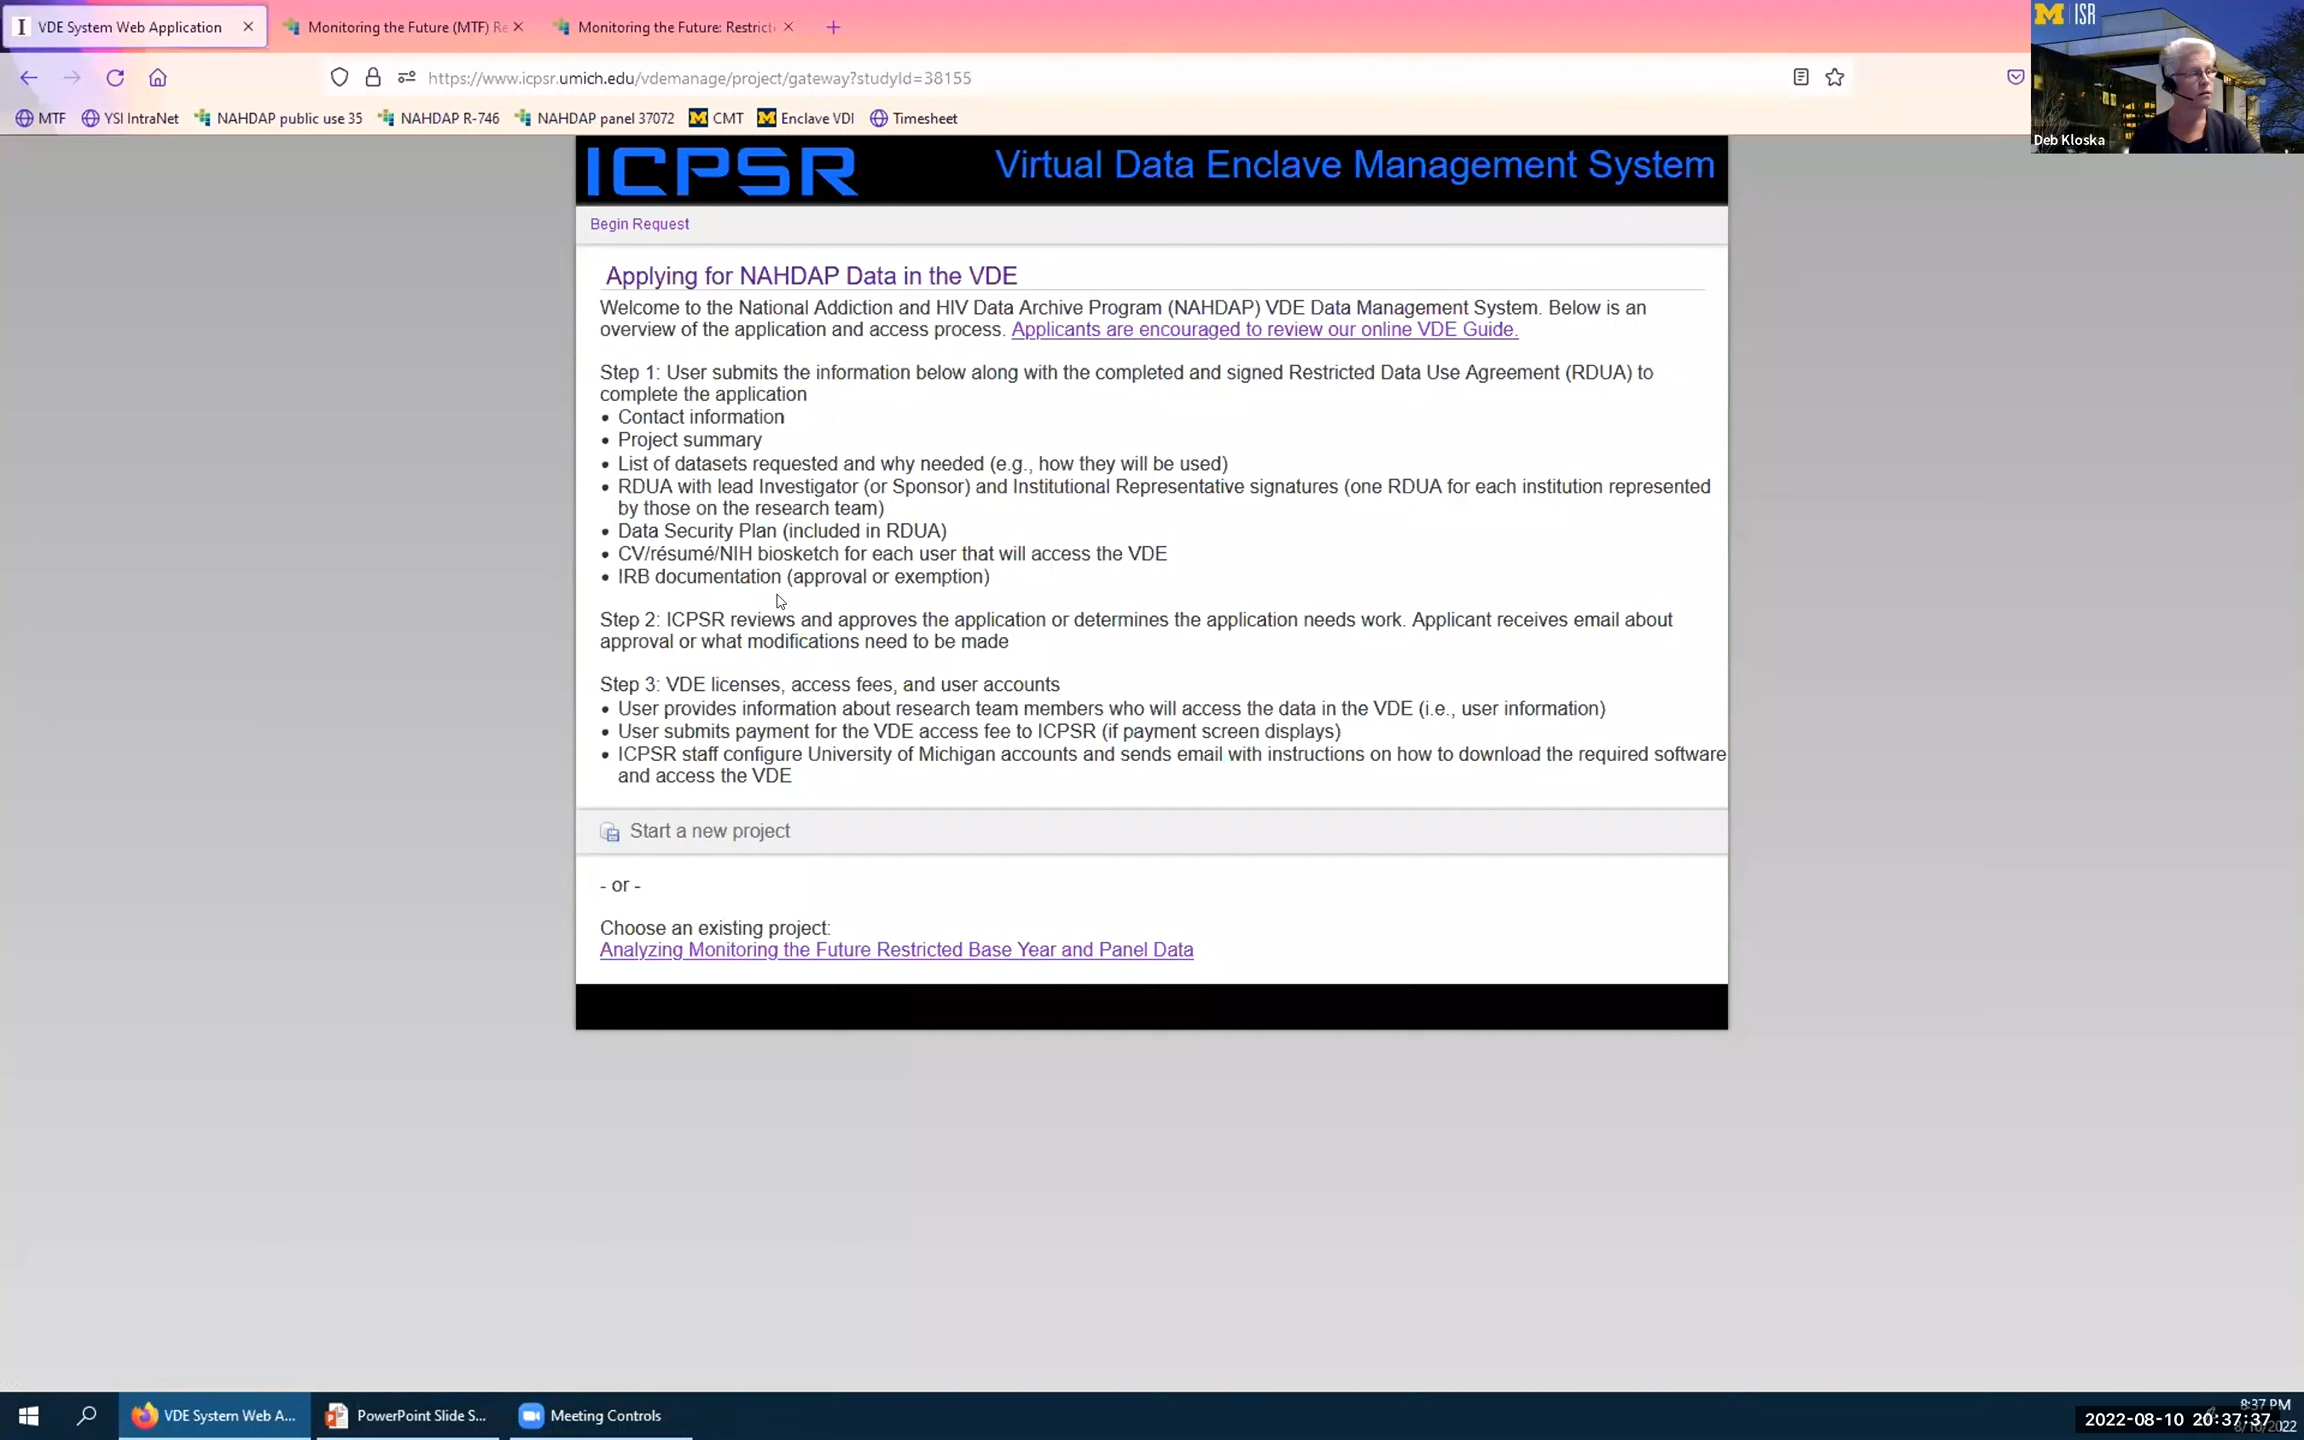 VDE System Web Application
Monitoring the Future (MTF) Re
Monitoring the Future: Restricte
M ISR
https://www.icpsr.umich.edu/vdemanage/project/gateway?studyId=38155
MTF
YSI IntraNet
NAHDAP public use 35
NAHDAP R-746
NAHDAP panel 37072
CMT
Enclave VDI
Timesheet
Deb Kloska
ICPSR
Virtual Data Enclave Management System
Begin Request
Applying for NAHDAP Data in the VDE
Welcome to the National Addiction and HIV Data Archive Program (NAHDAP) VDE Data Management System. Below is an
overview of the application and access process. Applicants are encouraged to review our online VDE Guide.
Step 1: User submits the information below along with the completed and signed Restricted Data Use Agreement (RDUA) to
complete the application
• Contact information
• Project summary
• List of datasets requested and why needed (e.g., how they will be used)
• RDUA with lead Investigator (or Sponsor) and Institutional Representative signatures (one RDUA for each institution represented
by those on the research team)
• Data Security Plan (included in RDUA)
• CV/résumé/NIH biosketch for each user that will access the VDE
• IRB documentation (approval or exemption)
Step 2: ICPSR reviews and approves the application or determines the application needs work. Applicant receives email about
approval or what modifications need to be made
Step 3: VDE licenses, access fees, and user accounts
• User provides information about research team members who will access the data in the VDE (i.e., user information)
• User submits payment for the VDE access fee to ICPSR (if payment screen displays)
• ICPSR staff configure University of Michigan accounts and sends email with instructions on how to download the required software
and access the VDE
Start a new project
- or -
Choose an existing project:
Analyzing Monitoring the Future Restricted Base Year and Panel Data
VDE System Web A...
PowerPoint Slide S...
Meeting Controls
8:37 PM
2022-08-10 20:37:37